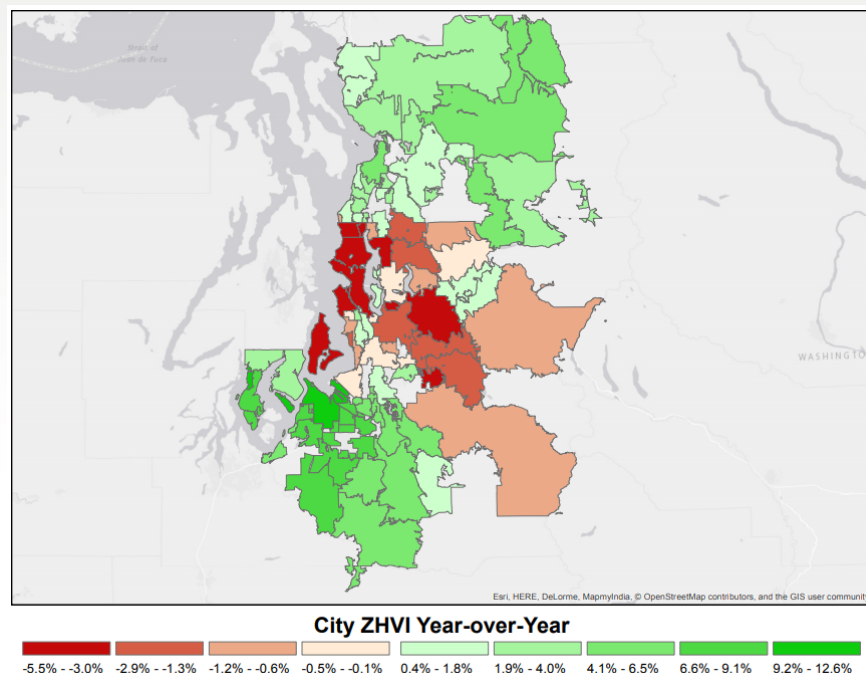 Strait of
Juan de Fuca
WASHINGTO
Esri, HERE, DeLorme, MapmyIndia, © OpenStreetMap contributors, and the GIS user community
City ZHVI Year-over-Year
-5.5% - -3.0% -2.9% - -1.3% -1.2% - -0.6% -0.5% - -0.1% 0.4% - 1.8% 1.9% - 4.0% 4.1% - 6.5% 6.6% - 9.1% 9.2% - 12.6%